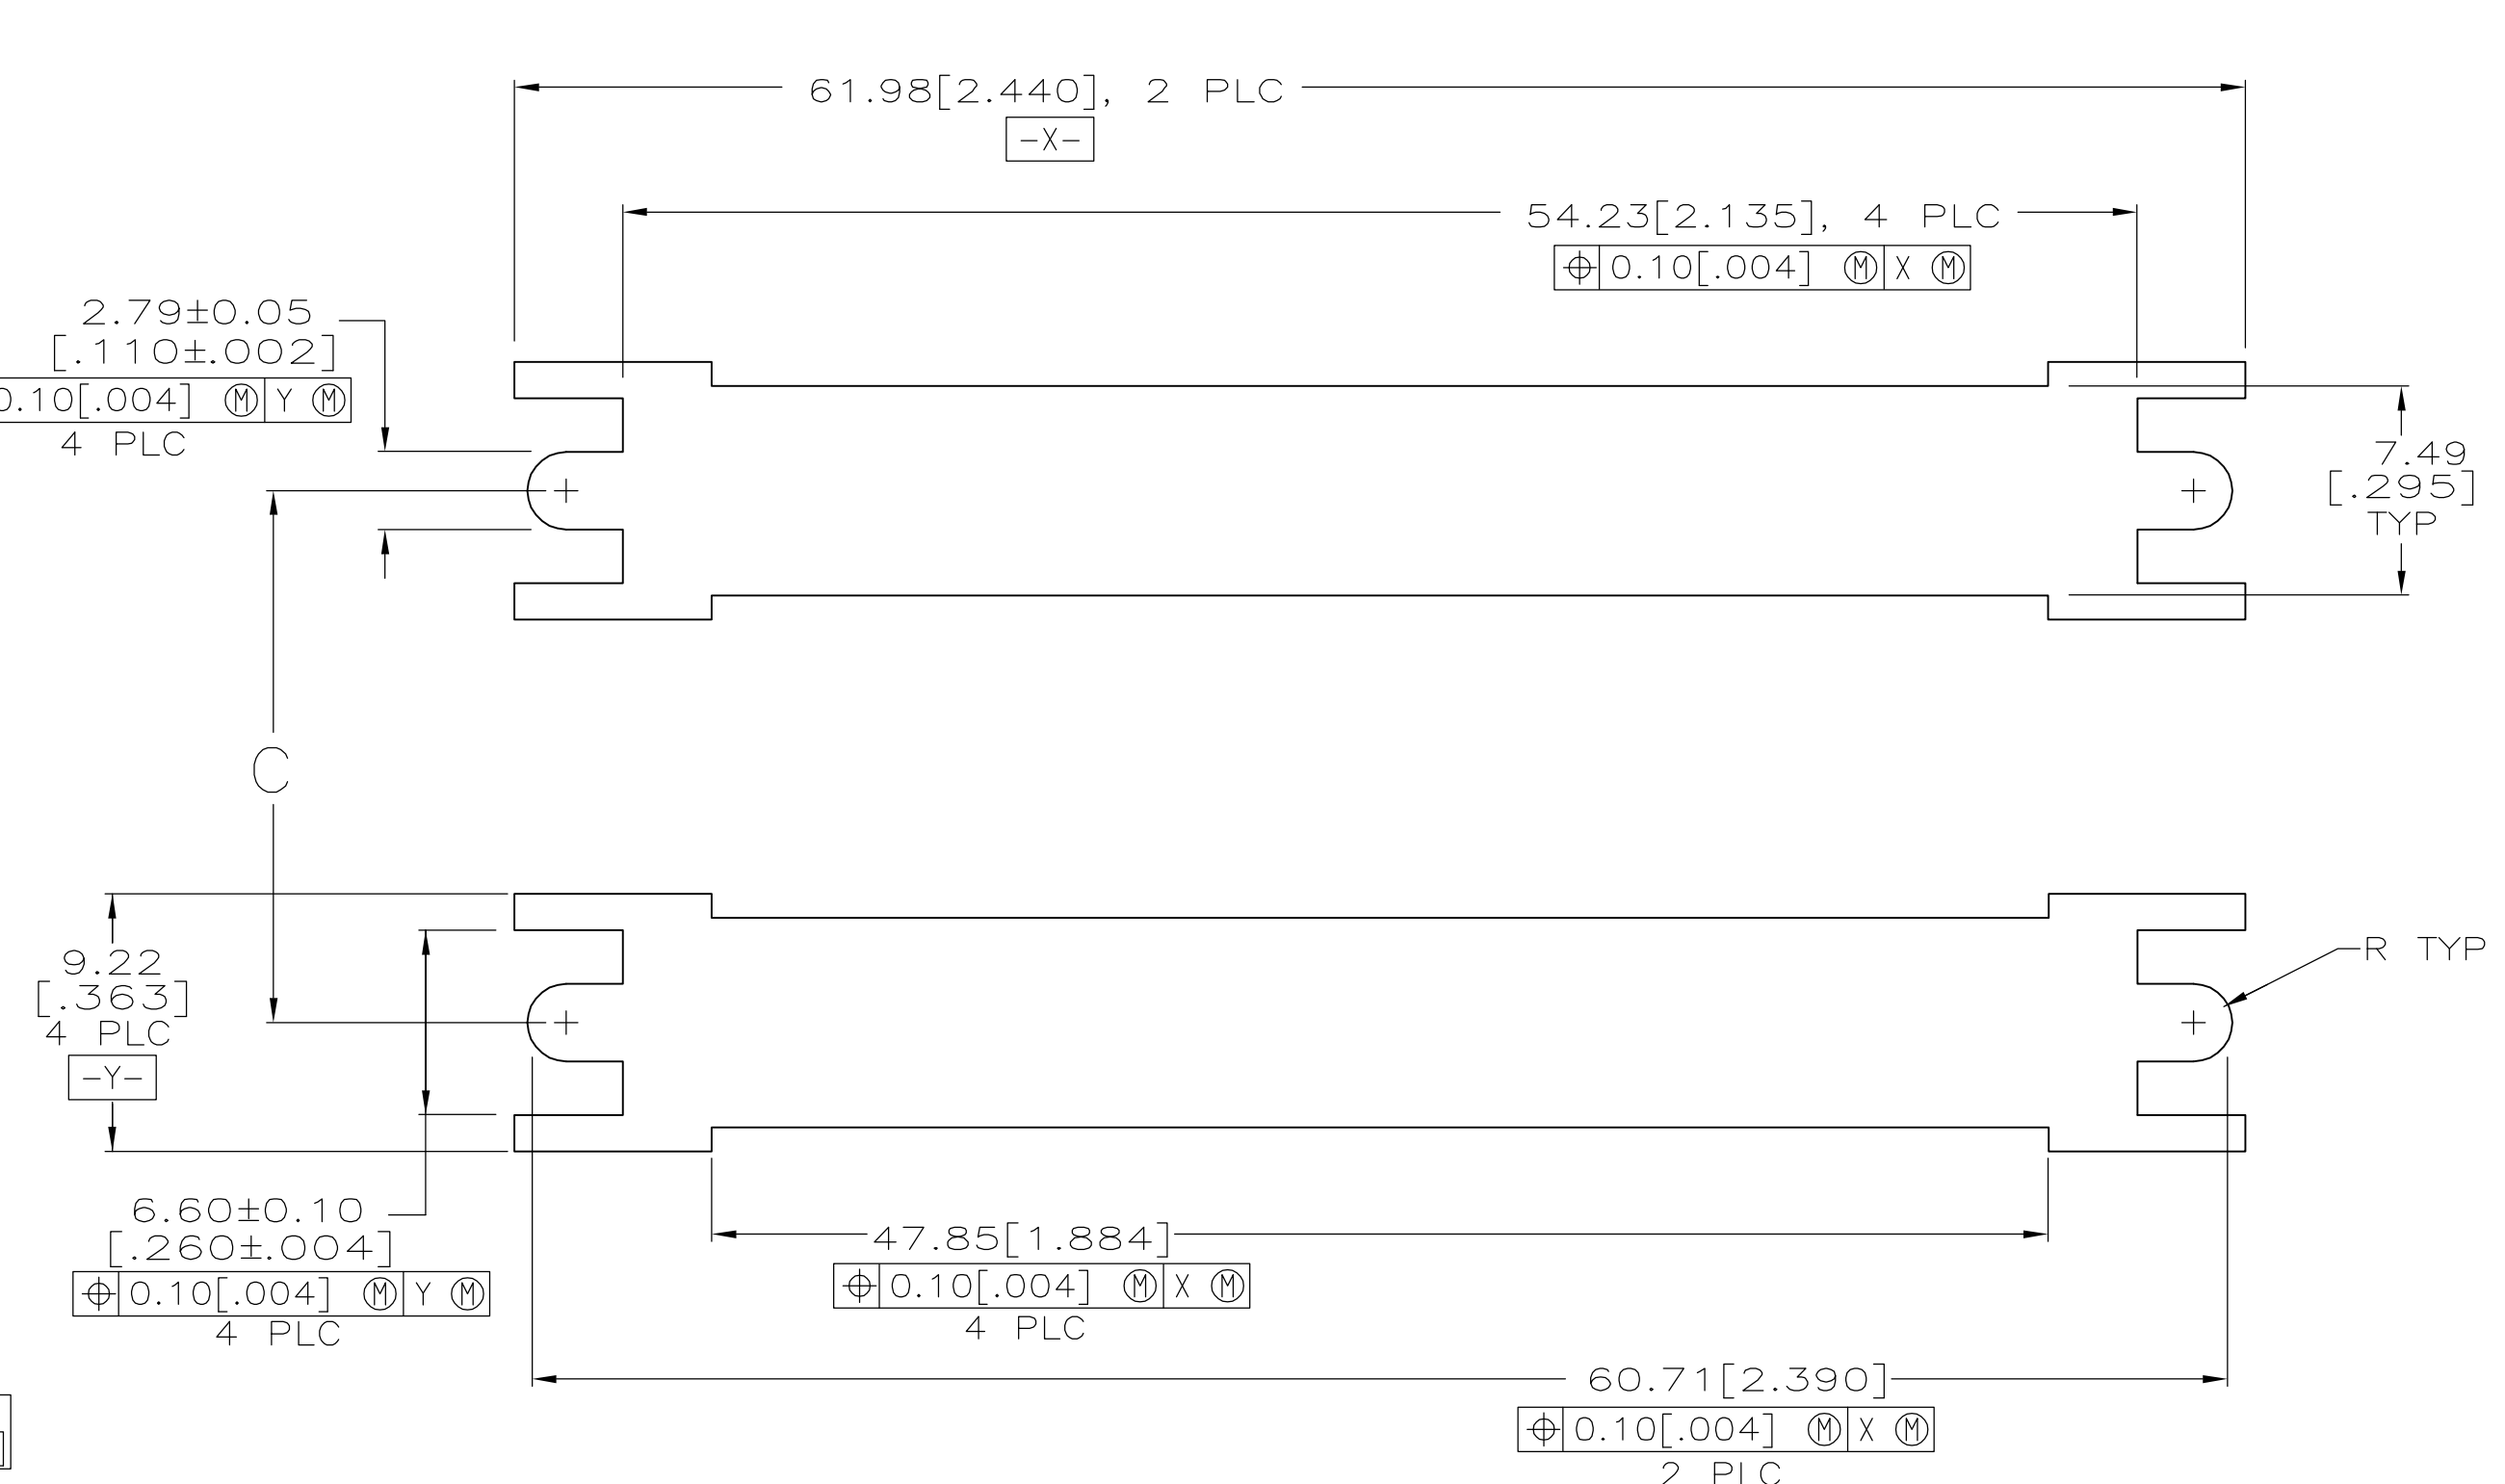 61.98[2.440], 2 PLC
-X-
54.23[2.135], 4 PLC
⌖ 0.10[.004] Ⓜ X Ⓜ
2.79±0.05
[.110±.002]
0.10[.004] Ⓜ Y Ⓜ
4 PLC
7.49
[.295]
TYP
C
9.22
[.363]
4 PLC
-Y-
R TYP
6.60±0.10
[.260±.004]
⌖ 0.10[.004] Ⓜ Y Ⓜ
4 PLC
47.85[1.884]
⌖ 0.10[.004] Ⓜ X Ⓜ
4 PLC
60.71[2.390]
⌖ 0.10[.004] Ⓜ X Ⓜ
2 PLC